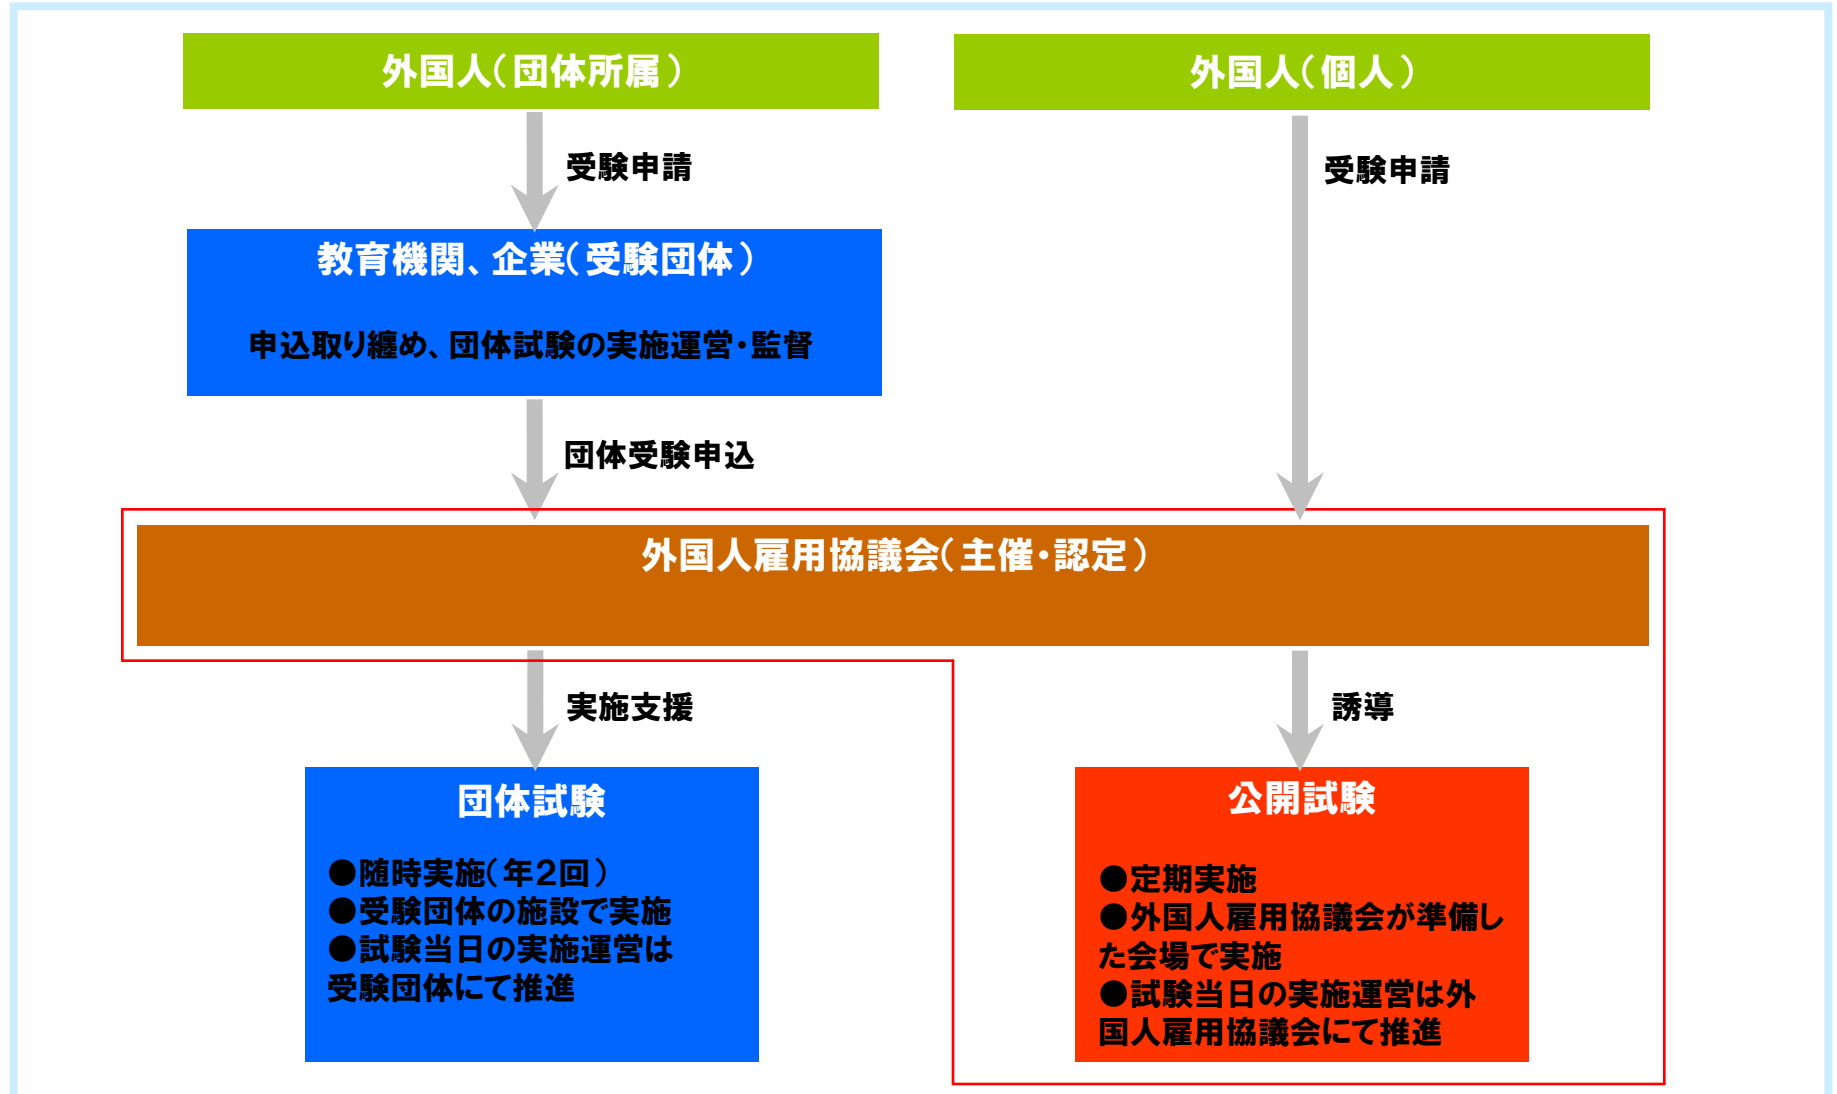 外国人(団体所属)
外国人(個人)
受験申請
受験申請
教育機関、企業(受験団体)
申込取り纏め、団体試験の実施運営・監督
団体受験申込
外国人雇用協議会(主催・認定)
実施支援
誘導
団体試験
●随時実施(年2回)
●受験団体の施設で実施
●試験当日の実施運営は
受験団体にて推進
公開試験
●定期実施
●外国人雇用協議会が準備し
た会場で実施
●試験当日の実施運営は外
国人雇用協議会にて推進